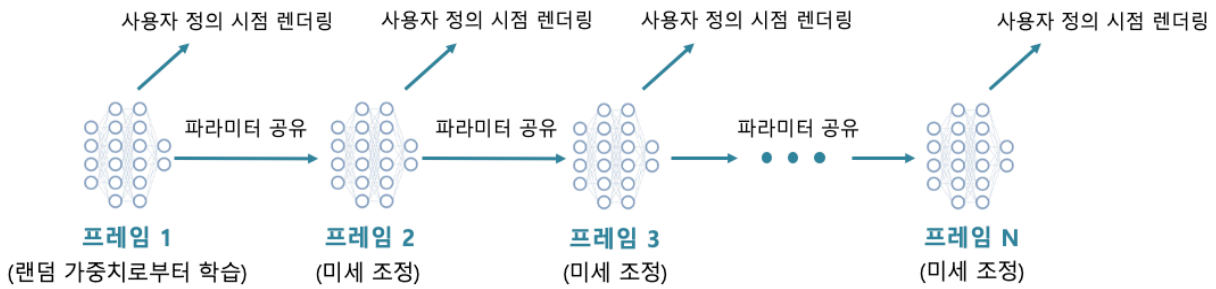 사용자 정의 시점 렌더링
사용자 정의 시점 렌더링
사용자 정의 시점 렌더링
사용자 정의 시점 렌더링
파라미터 공유
파라미터 공유
파라미터 공유
프레임 1
프레임 2
프레임 3
프레임 N
(랜덤 가중치로부터 학습)
(미세 조정)
(미세 조정)
(미세 조정)